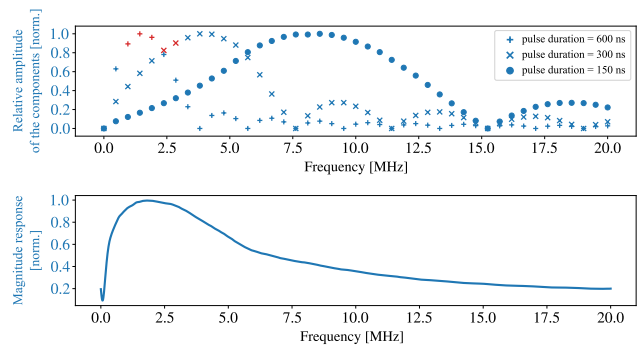 Relative amplitude
of the components [norm.]
1.0
0.8
0.6
0.4
0.2
0.0
pulse duration = 600 ns
pulse duration = 300 ns
pulse duration = 150 ns
0.0 2.5 5.0 7.5 10.0 12.5 15.0 17.5 20.0
Frequency [MHz]
Magnitude response
[norm.]
1.0
0.8
0.6
0.4
0.2
0.0 2.5 5.0 7.5 10.0 12.5 15.0 17.5 20.0
Frequency [MHz]